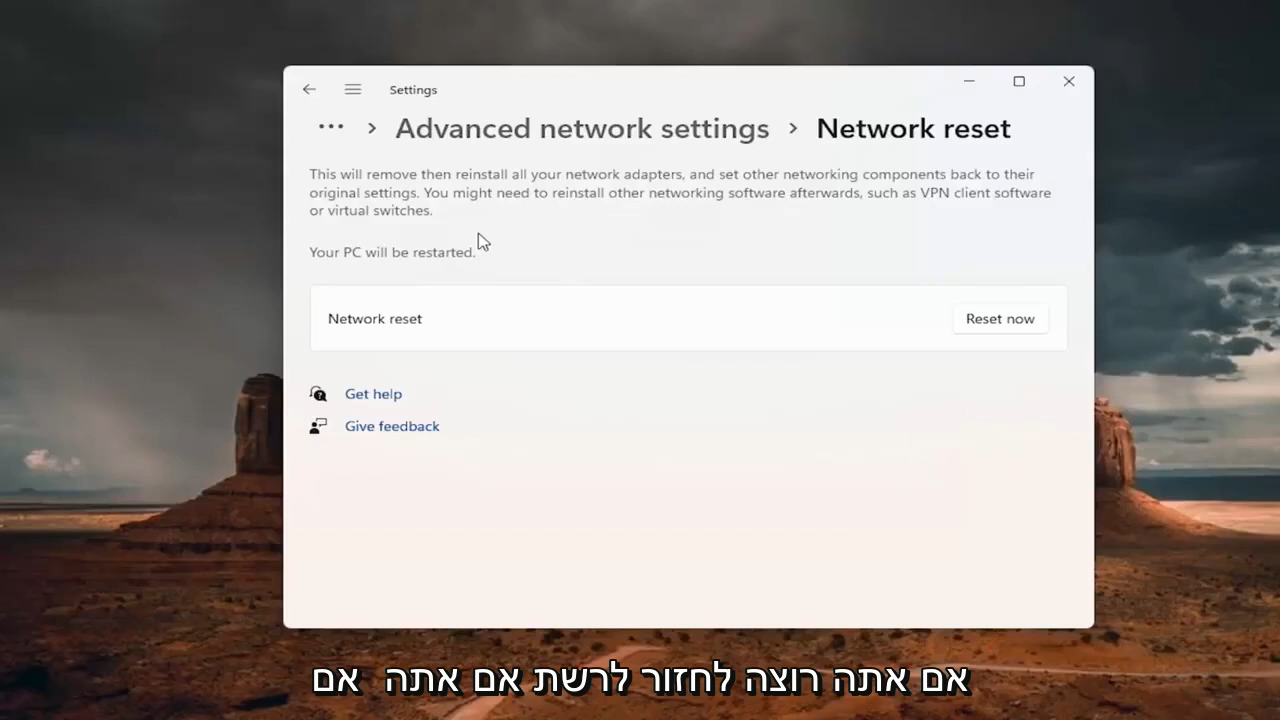 Settings
... > Advanced network settings > Network reset
This will remove then reinstall all your network adapters, and set other networking components back to their
original settings. You might need to reinstall other networking software afterwards, such as VPN client software
or virtual switches.
Your PC will be restarted.
Network reset
Reset now
Get help
Give feedback
אם אתה רוצה לחזור לרשת אם אתה אם